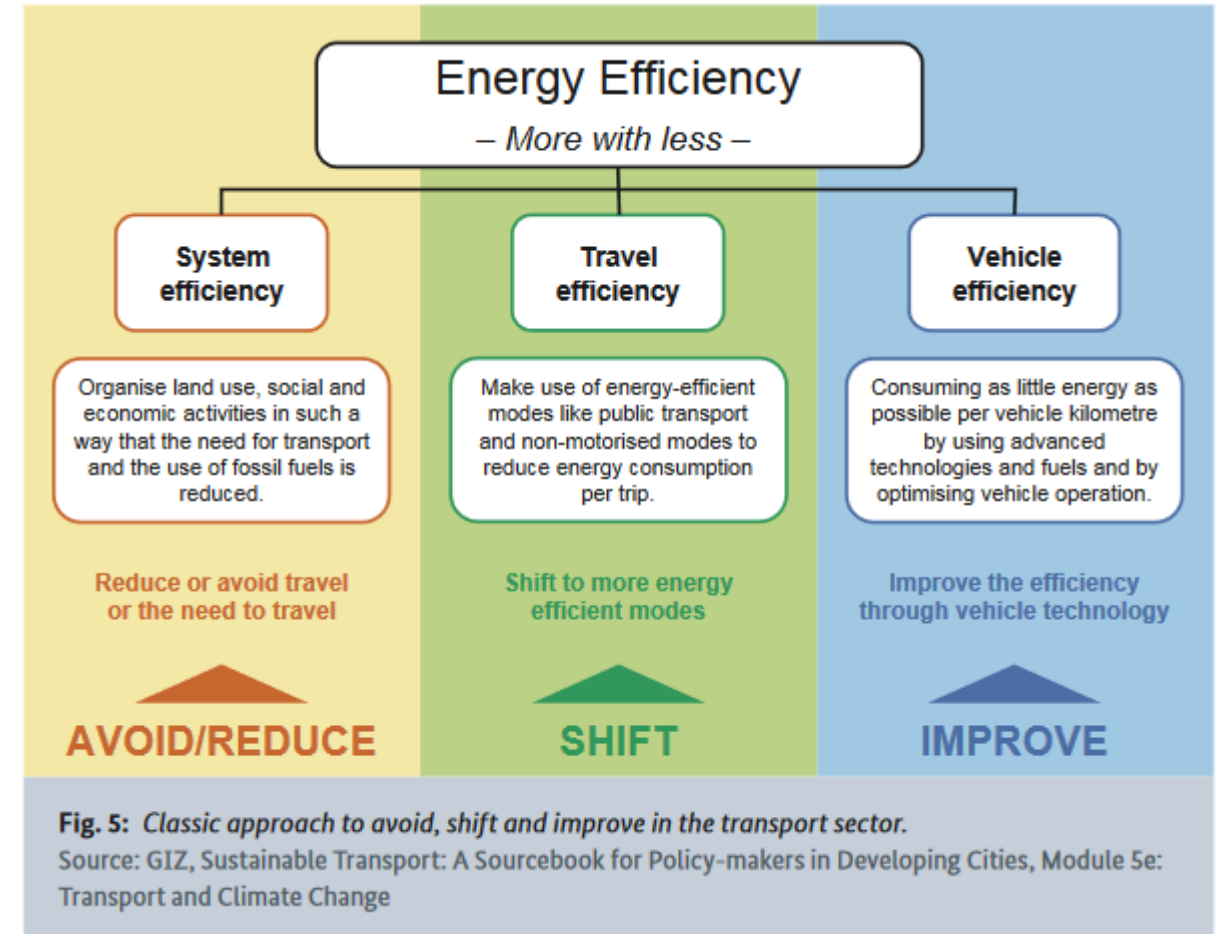 Energy Efficiency
– More with less –
System
efficiency
Organise land use, social and
economic activities in such a
way that the need for transport
and the use of fossil fuels is
reduced.
Reduce or avoid travel
or the need to travel
AVOID/REDUCE
Travel
efficiency
Make use of energy-efficient
modes like public transport
and non-motorised modes to
reduce energy consumption
per trip.
Shift to more energy
efficient modes
SHIFT
Vehicle
efficiency
Consuming as little energy as
possible per vehicle kilometre
by using advanced
technologies and fuels and by
optimising vehicle operation.
Improve the efficiency
through vehicle technology
IMPROVE
Fig. 5: Classic approach to avoid, shift and improve in the transport sector.
Source: GIZ, Sustainable Transport: A Sourcebook for Policy-makers in Developing Cities, Module 5e:
Transport and Climate Change